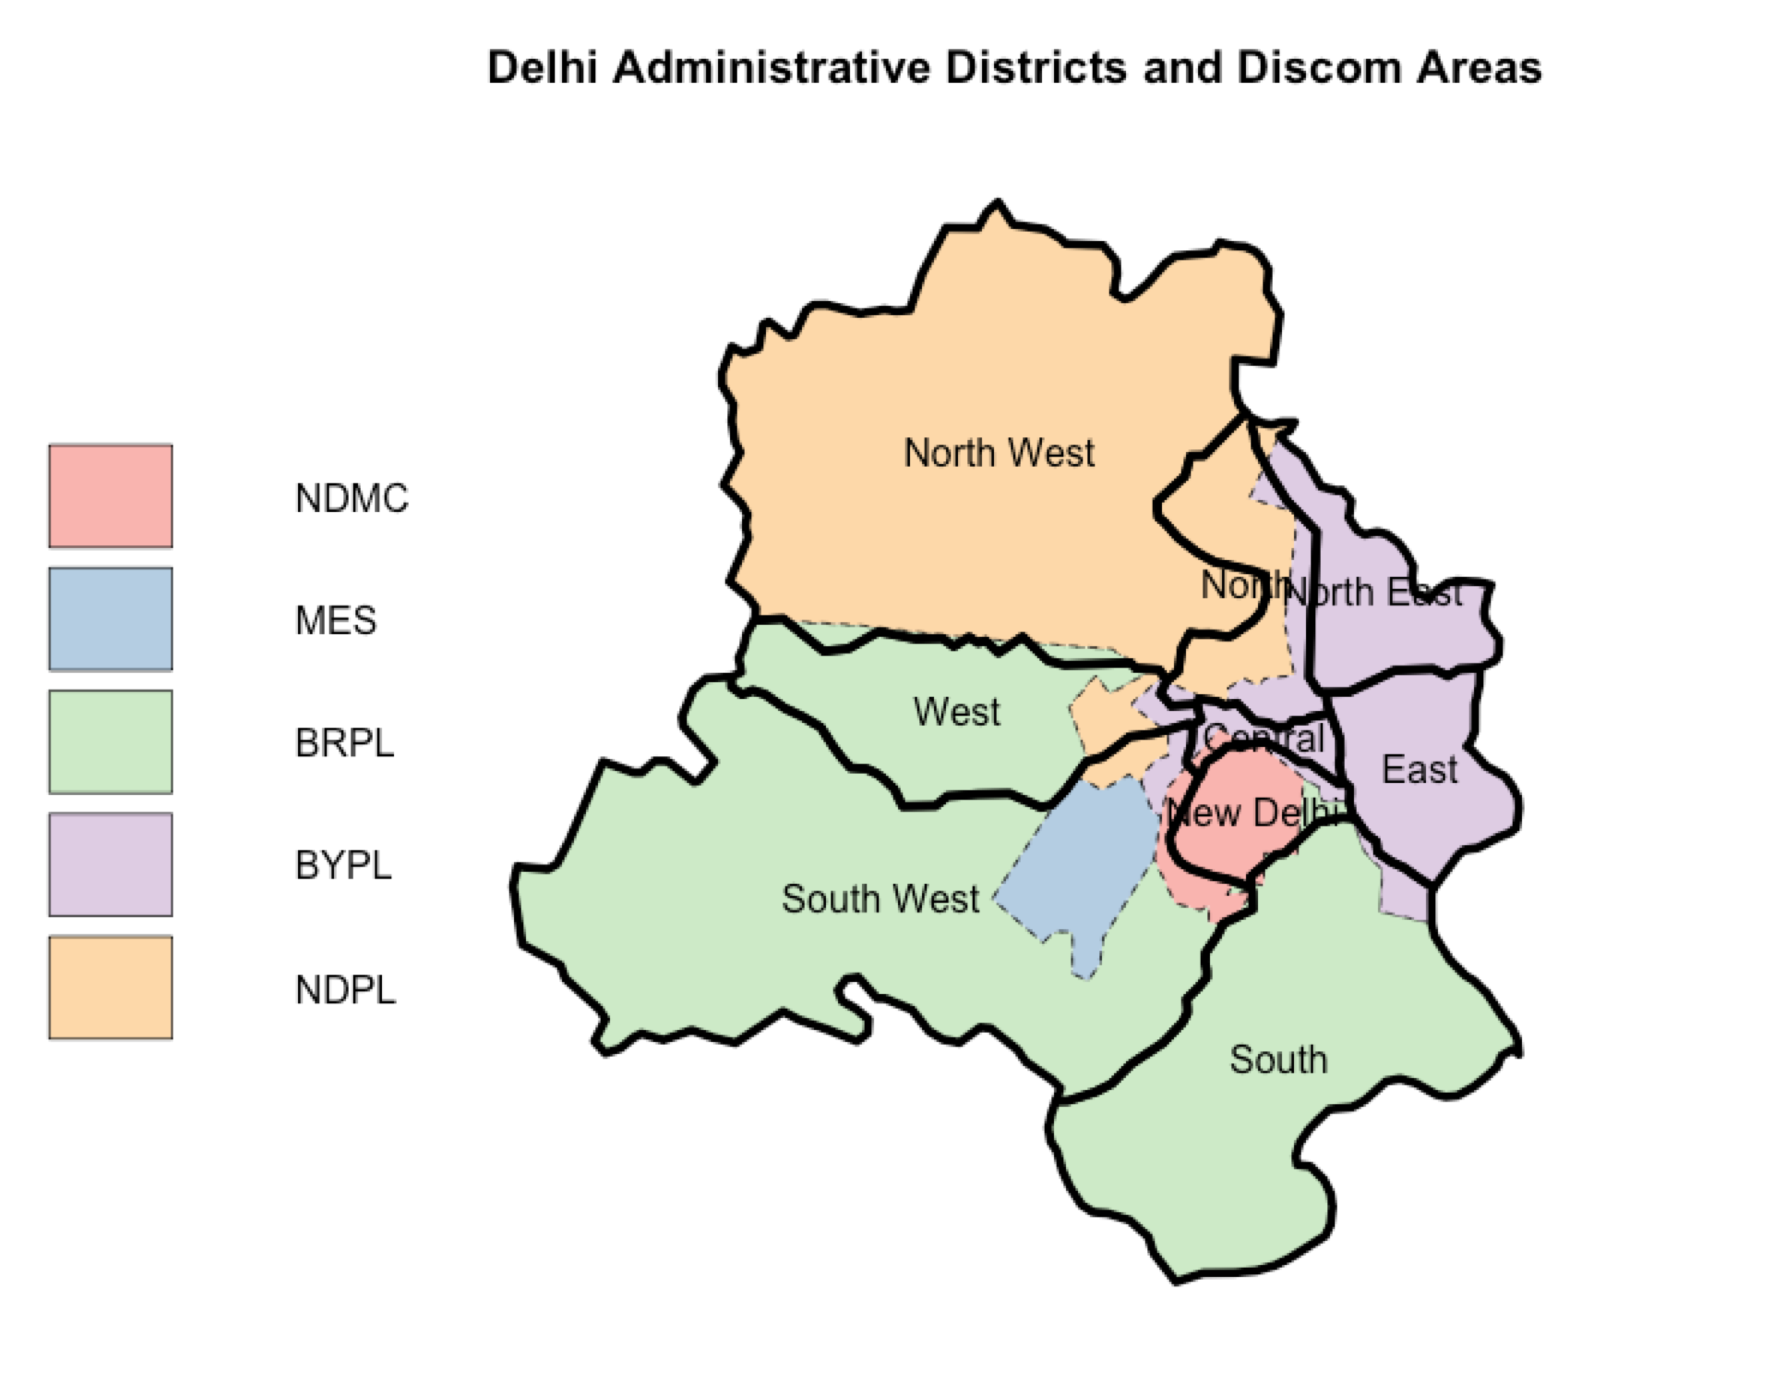 Delhi Administrative Districts and Discom Areas
NDMC
MES
BRPL
BYPL
NDPL
North West
North
North East
West
Central
East
New Delhi
South West
South